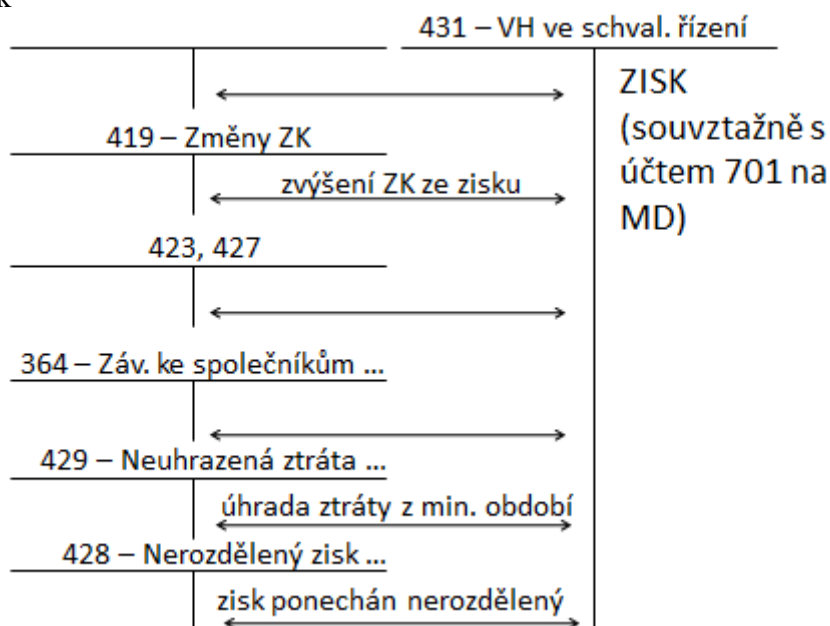 431 – VH ve schval. řízení
ZISK
(souvztažně s
účtem 701 na
MD)
419 – Změny ZK
zvýšení ZK ze zisku
423, 427
364 – Záv. ke společníkům ...
429 – Neuhrazená ztráta ...
úhrada ztráty z min. období
428 – Nerozdělený zisk ...
zisk ponechán nerozdělený